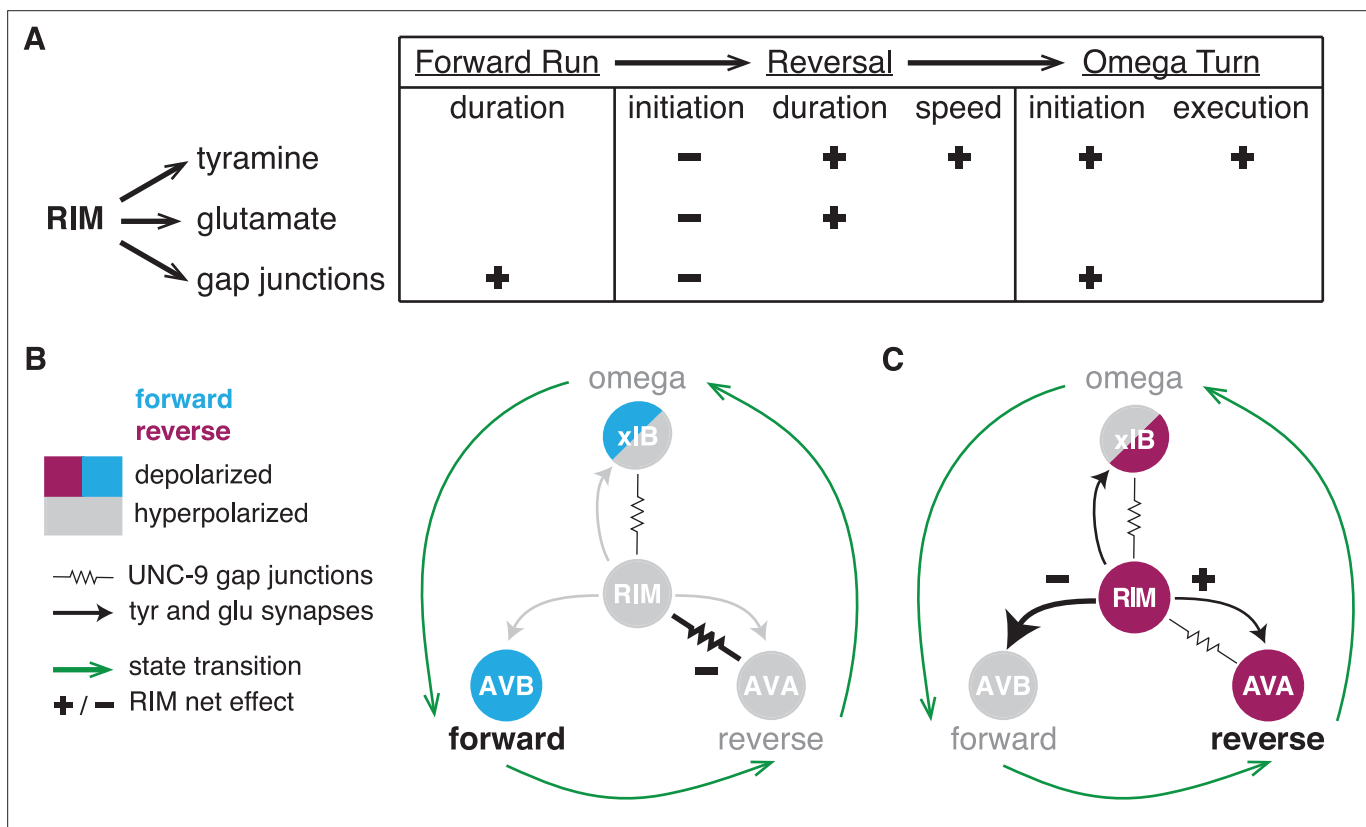 A
Forward Run Reversal Omega Turn
duration initiation duration speed initiation execution
tyramine − + + + +
RIM glutamate − +
gap junctions + − +
B
forward
reverse
depolarized
hyperpolarized
UNC-9 gap junctions
tyr and glu synapses
state transition
+ / − RIM net effect
omega
xIB
RIM
−
AVB AVA
forward reverse
C
omega
xIB
− RIM +
AVB AVA
forward reverse